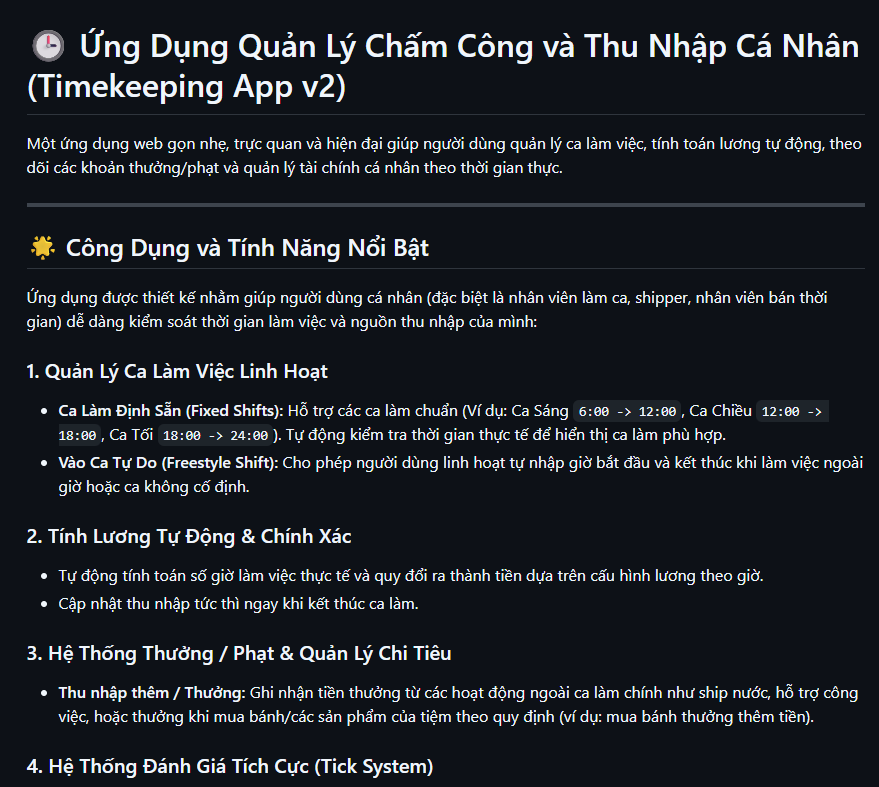 🕒 Ứng Dụng Quản Lý Chấm Công và Thu Nhập Cá Nhân
(Timekeeping App v2)
Một ứng dụng web gọn nhẹ, trực quan và hiện đại giúp người dùng quản lý ca làm việc, tính toán lương tự động, theo
dõi các khoản thưởng/phạt và quản lý tài chính cá nhân theo thời gian thực.
🌟 Công Dụng và Tính Năng Nổi Bật
Ứng dụng được thiết kế nhằm giúp người dùng cá nhân (đặc biệt là nhân viên làm ca, shipper, nhân viên bán thời
gian) dễ dàng kiểm soát thời gian làm việc và nguồn thu nhập của mình:
1. Quản Lý Ca Làm Việc Linh Hoạt
• Ca Làm Định Sẵn (Fixed Shifts): Hỗ trợ các ca làm chuẩn (Ví dụ: Ca Sáng 6:00 -> 12:00, Ca Chiều 12:00 ->
18:00, Ca Tối 18:00 -> 24:00). Tự động kiểm tra thời gian thực tế để hiển thị ca làm phù hợp.
• Vào Ca Tự Do (Freestyle Shift): Cho phép người dùng linh hoạt tự nhập giờ bắt đầu và kết thúc khi làm việc ngoài
giờ hoặc ca không cố định.
2. Tính Lương Tự Động & Chính Xác
• Tự động tính toán số giờ làm việc thực tế và quy đổi ra thành tiền dựa trên cấu hình lương theo giờ.
• Cập nhật thu nhập tức thì ngay khi kết thúc ca làm.
3. Hệ Thống Thưởng / Phạt & Quản Lý Chi Tiêu
• Thu nhập thêm / Thưởng: Ghi nhận tiền thưởng từ các hoạt động ngoài ca làm chính như ship nước, hỗ trợ công
việc, hoặc thưởng khi mua bánh/các sản phẩm của tiệm theo quy định (ví dụ: mua bánh thưởng thêm tiền).
4. Hệ Thống Đánh Giá Tích Cực (Tick System)